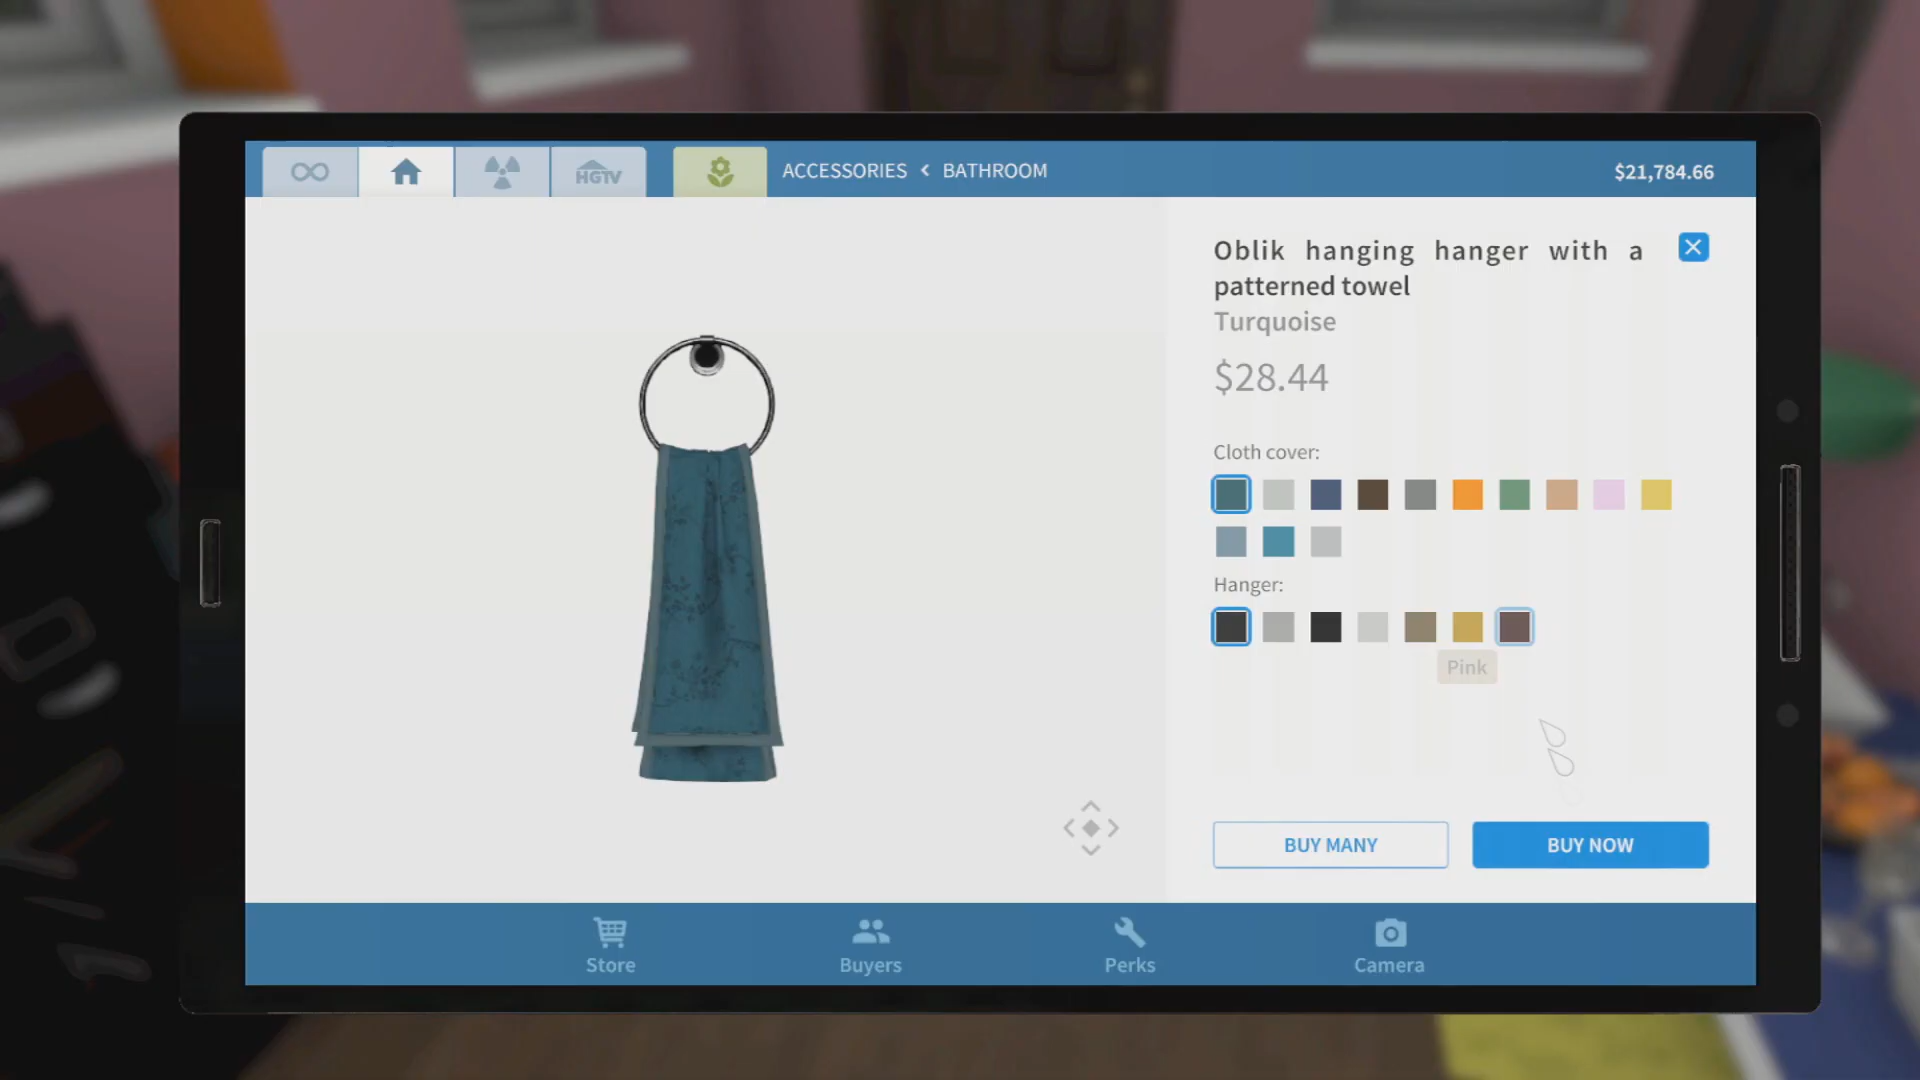 HGTV
ACCESSORIES < BATHROOM
$21,784.66
Oblik hanging hanger with a
patterned towel
Turquoise
$28.44
Cloth cover:
Hanger:
Pink
BUY MANY
BUY NOW
Store
Buyers
Perks
Camera